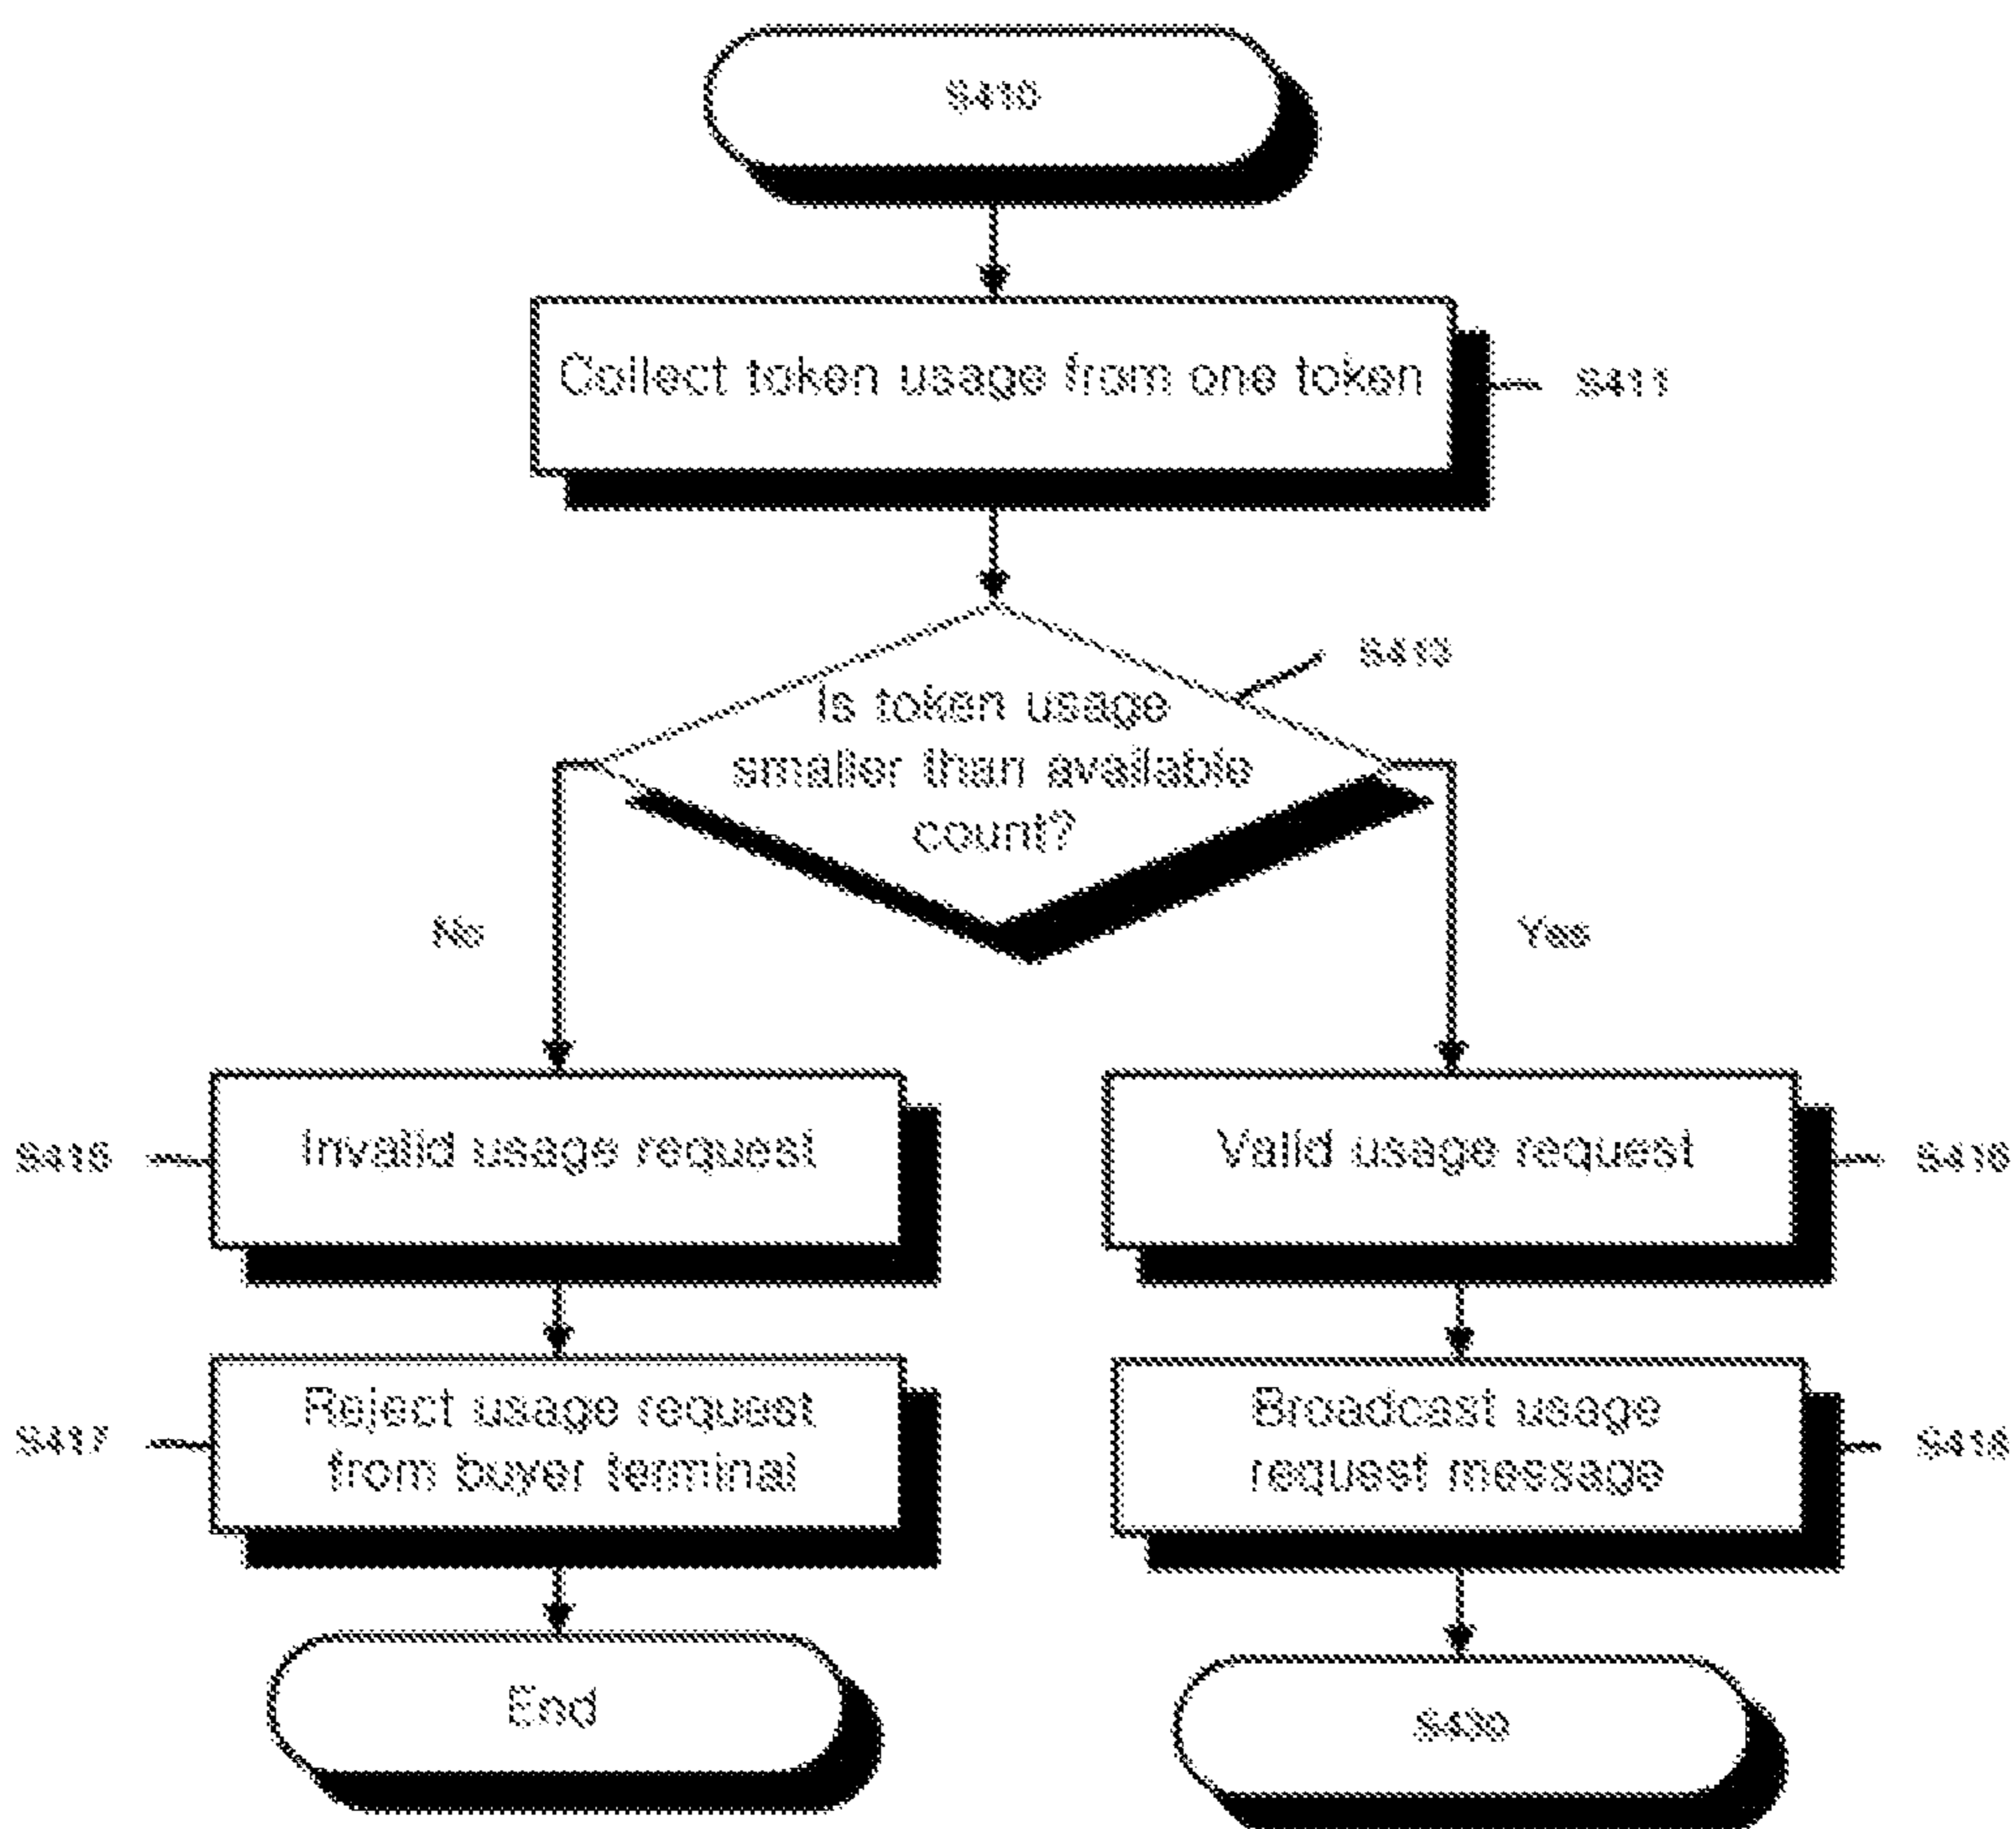 S410
Collect token usage from one token
S411
S413
Is token usage
smaller than available
count?
No
Yes
S415
Invalid usage request
Valid usage request
S416
S417
Reject usage request
from buyer terminal
Broadcast usage
request message
S418
End
S430